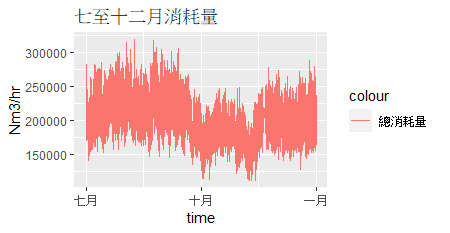 七至十二月消耗量
Nm3/hr
300000
250000
200000
150000
七月
十月
一月
time
colour
總消耗量